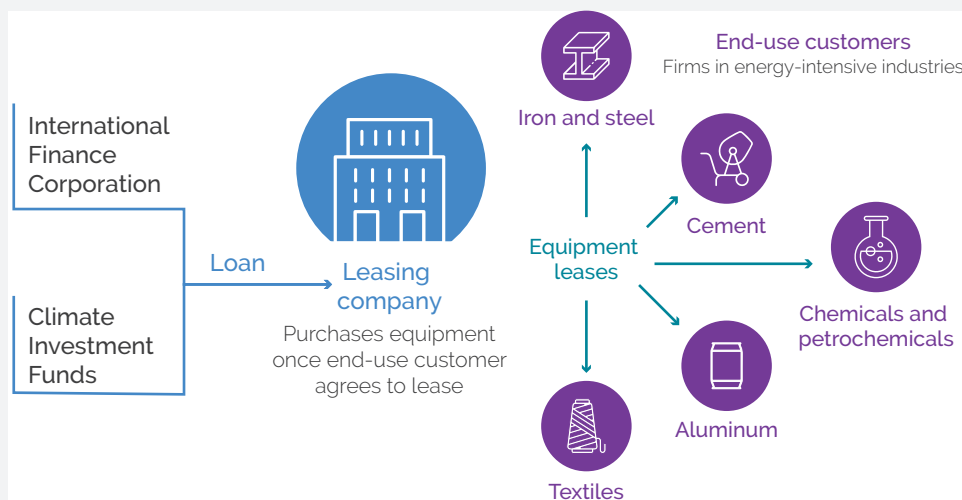 International
Finance
Corporation
Climate
Investment
Funds
Loan
Leasing
company
Purchases equipment
once end-use customer
agrees to lease
Equipment
leases
End-use customers
Firms in energy-intensive industries
Iron and steel
Cement
Chemicals and
petrochemicals
Aluminum
Textiles